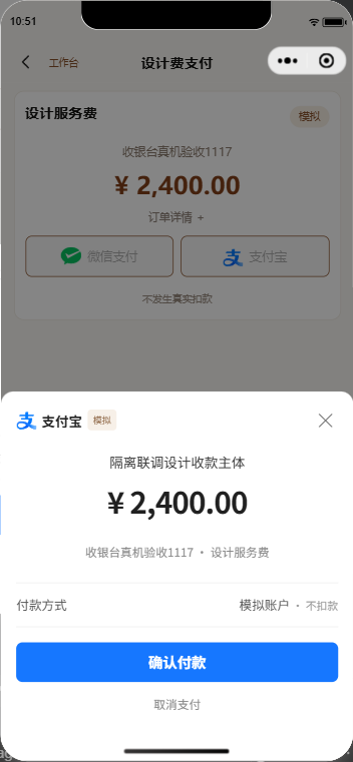 10:51
工作台
设计费支付
设计服务费
模拟
收银台真机验收1117
¥ 2,400.00
订单详情 +
微信支付
支付宝
不发生真实扣款
支付宝
模拟
隔离联调设计收款主体
¥2,400.00
收银台真机验收1117 · 设计服务费
付款方式
模拟账户 · 不扣款
确认付款
取消支付